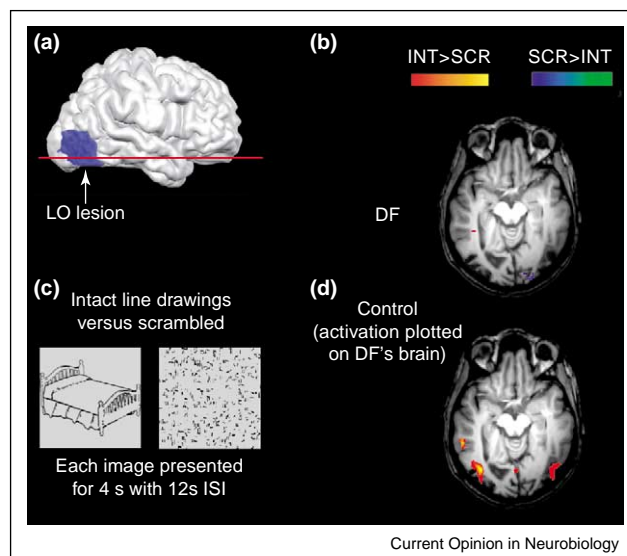 (a)
LO lesion
(b)
INT>SCR
SCR>INT
DF
(c)
Intact line drawings
versus scrambled
Each image presented
for 4 s with 12s ISI
(d)
Control
(activation plotted
on DF's brain)
Current Opinion in Neurobiology